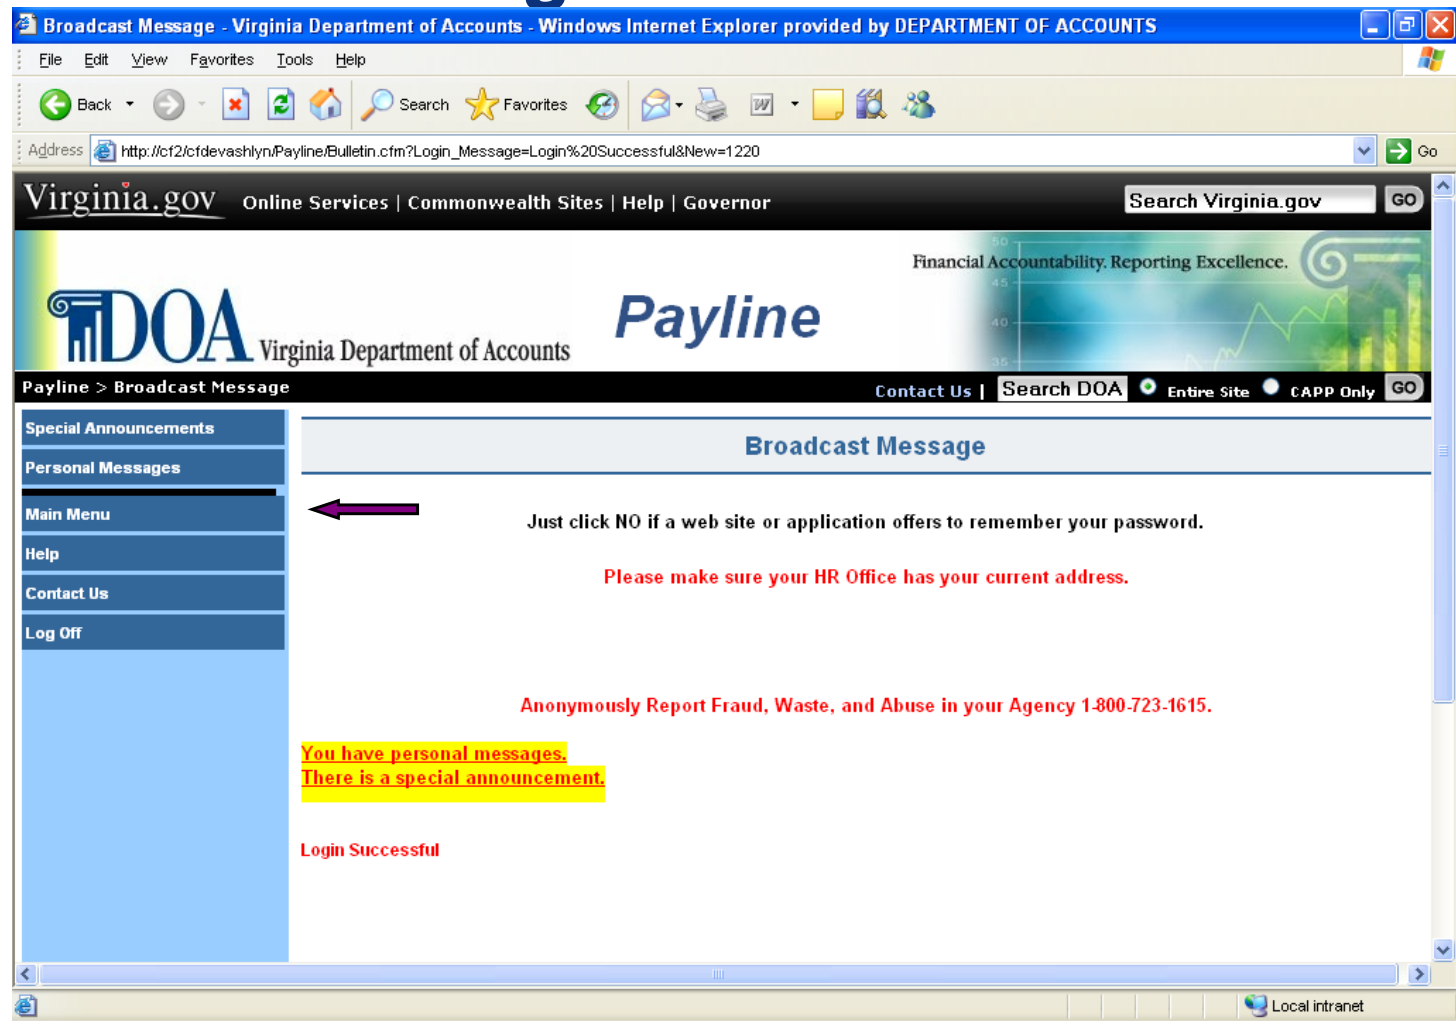 g
Broadcast Message - Virginia Department of Accounts - Windows Internet Explorer provided by DEPARTMENT OF ACCOUNTS
File Edit View Favorites Tools Help
Back Search Favorites
Address http://cf2/cfdevashlyn/Payline/Bulletin.cfm?Login_Message=Login%20Successful&New=1220 Go
Virginia.gov Online Services | Commonwealth Sites | Help | Governor Search Virginia.gov GO
Financial Accountability. Reporting Excellence.
50
45
40
35
DOA Virginia Department of Accounts
Payline
Payline > Broadcast Message Contact Us | Search DOA Entire Site CAPP Only GO
Special Announcements
Personal Messages
Main Menu
Help
Contact Us
Log Off
Broadcast Message
Just click NO if a web site or application offers to remember your password.
Please make sure your HR Office has your current address.
Anonymously Report Fraud, Waste, and Abuse in your Agency 1-800-723-1615.
You have personal messages.
There is a special announcement.
Login Successful
Local intranet